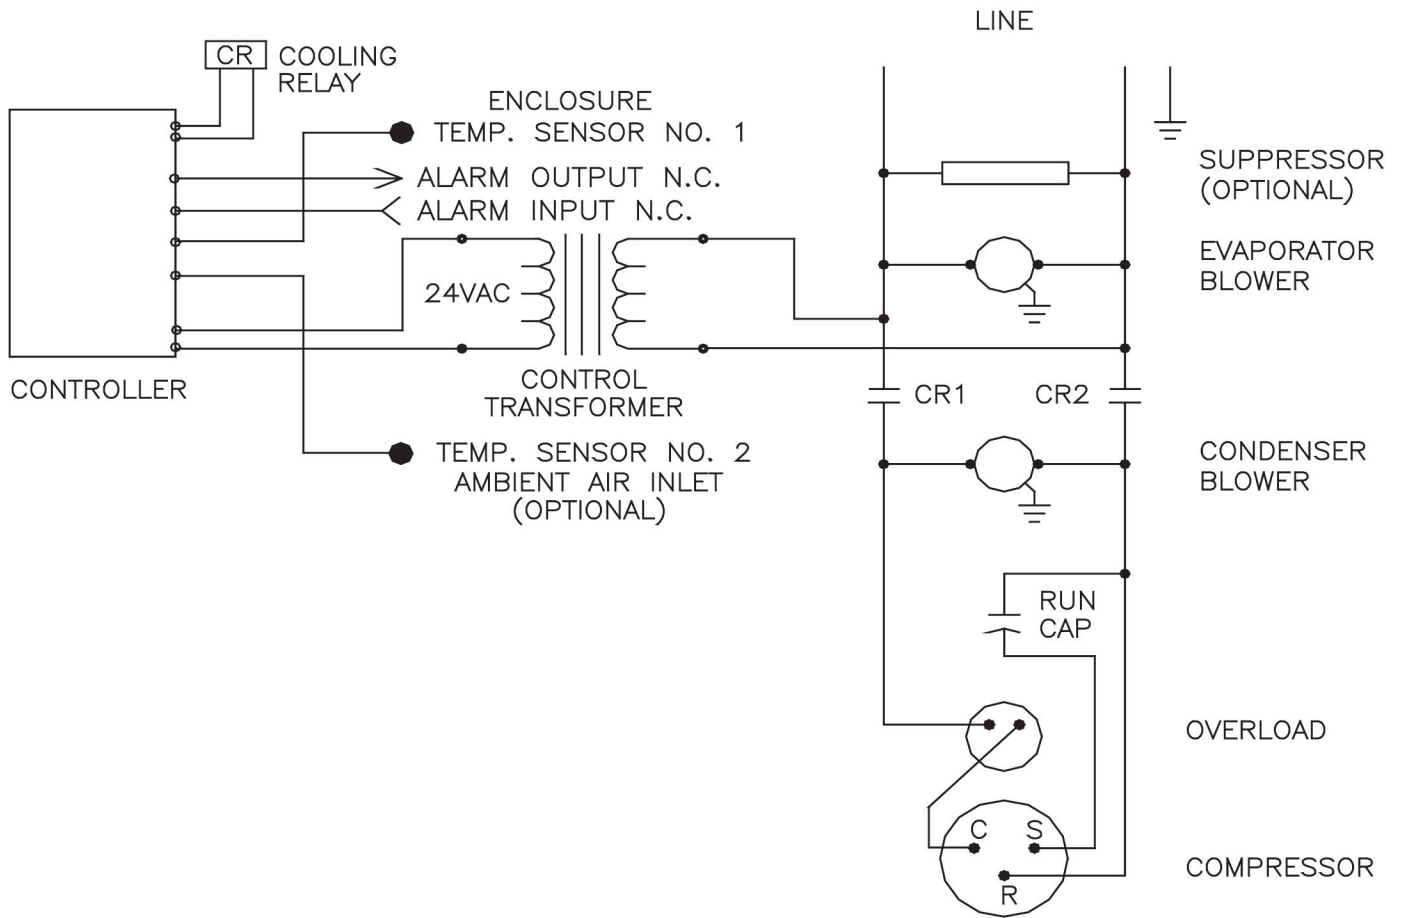 LINE
CR
COOLING
RELAY
ENCLOSURE
TEMP. SENSOR NO. 1
ALARM OUTPUT N.C.
ALARM INPUT N.C.
24VAC
CONTROL
TRANSFORMER
CONTROLLER
TEMP. SENSOR NO. 2
AMBIENT AIR INLET
(OPTIONAL)
SUPPRESSOR
(OPTIONAL)
EVAPORATOR
BLOWER
CR1
CR2
CONDENSER
BLOWER
RUN
CAP
OVERLOAD
C
S
R
COMPRESSOR